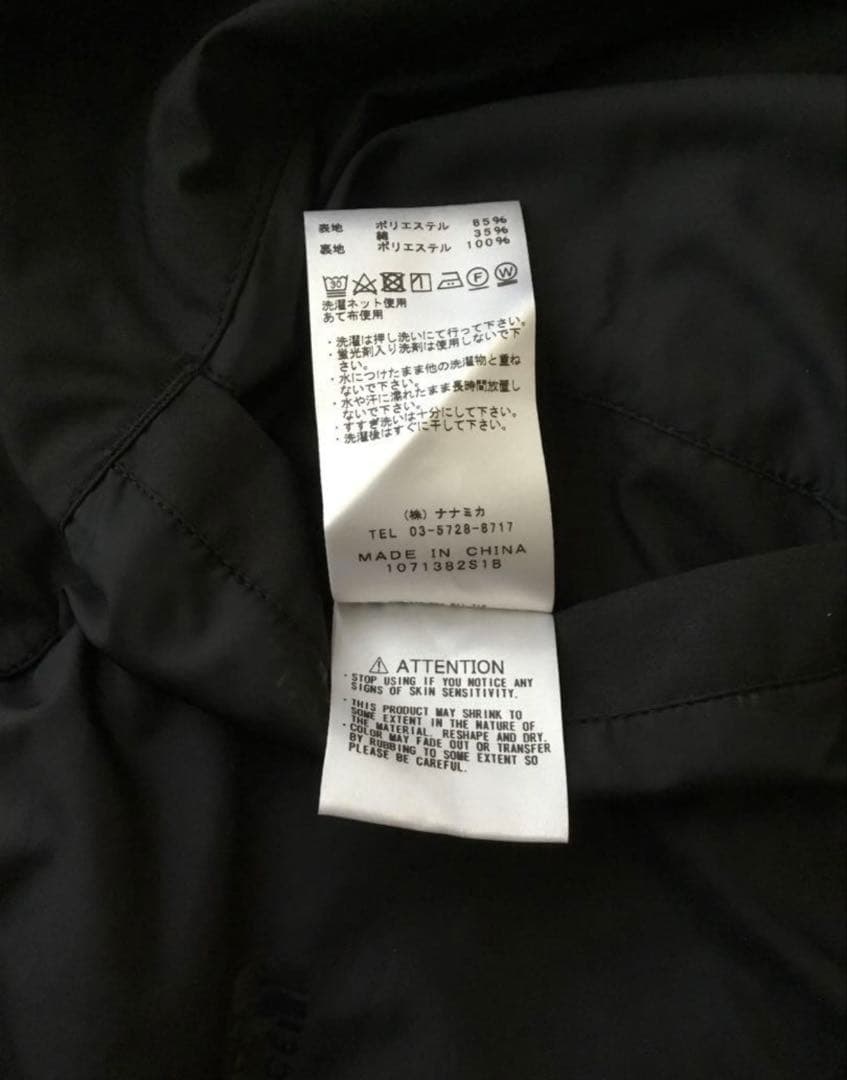 表地 ポリエステル 65%
綿 35%
裏地 ポリエステル 100%
30 F W
洗濯ネット使用
あて布使用
・洗濯は押し洗いにて行って下さい。
・蛍光剤入り洗剤は使用しないで下
さい。
・水につけたまま他の洗濯物と重ね
ないで下さい。
・水や汗に濡れたまま長時間放置し
ないで下さい。
・すすぎ洗いは十分にして下さい。
・洗濯後はすぐに干して下さい。
(株) ナナミカ
TEL 03-5728-6717
MADE IN CHINA
1071382S1B
⚠ ATTENTION
・STOP USING IF YOU NOTICE ANY
SIGNS OF SKIN SENSITIVITY.
・THIS PRODUCT MAY SHRINK TO
SOME EXTENT IN THE NATURE OF
THE MATERIAL. RESHAPE AND DRY.
・COLOR MAY FADE OUT OR TRANSFER
BY RUBBING TO SOME EXTENT SO
PLEASE BE CAREFUL.